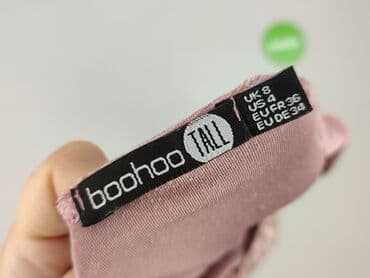 boohoo TALL
UK 8
US 4
EU FR 36
EU DE 34